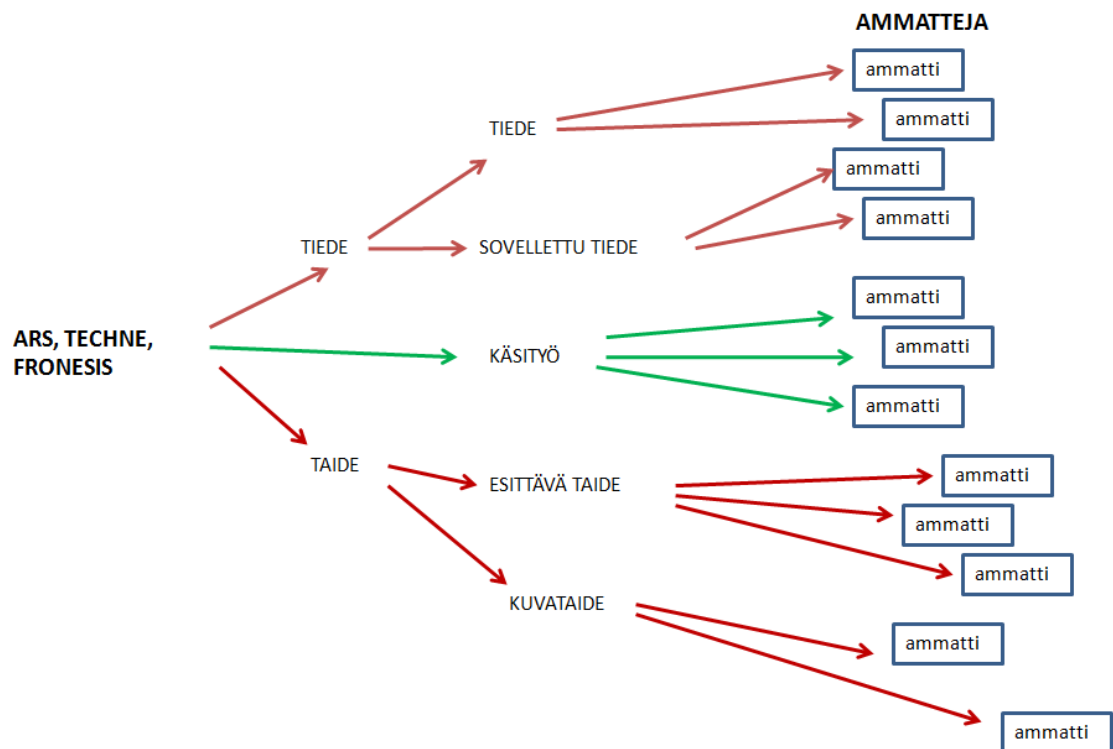 AMMATTEJA
ammatti
ammatti
TIEDE
ammatti
ammatti
TIEDE
SOVELLETTU TIEDE
ammatti
ARS, TECHNE,
FRONESIS
KÄSITYÖ
ammatti
ammatti
TAIDE
ESITTÄVÄ TAIDE
ammatti
ammatti
ammatti
KUVATAIDE
ammatti
ammatti